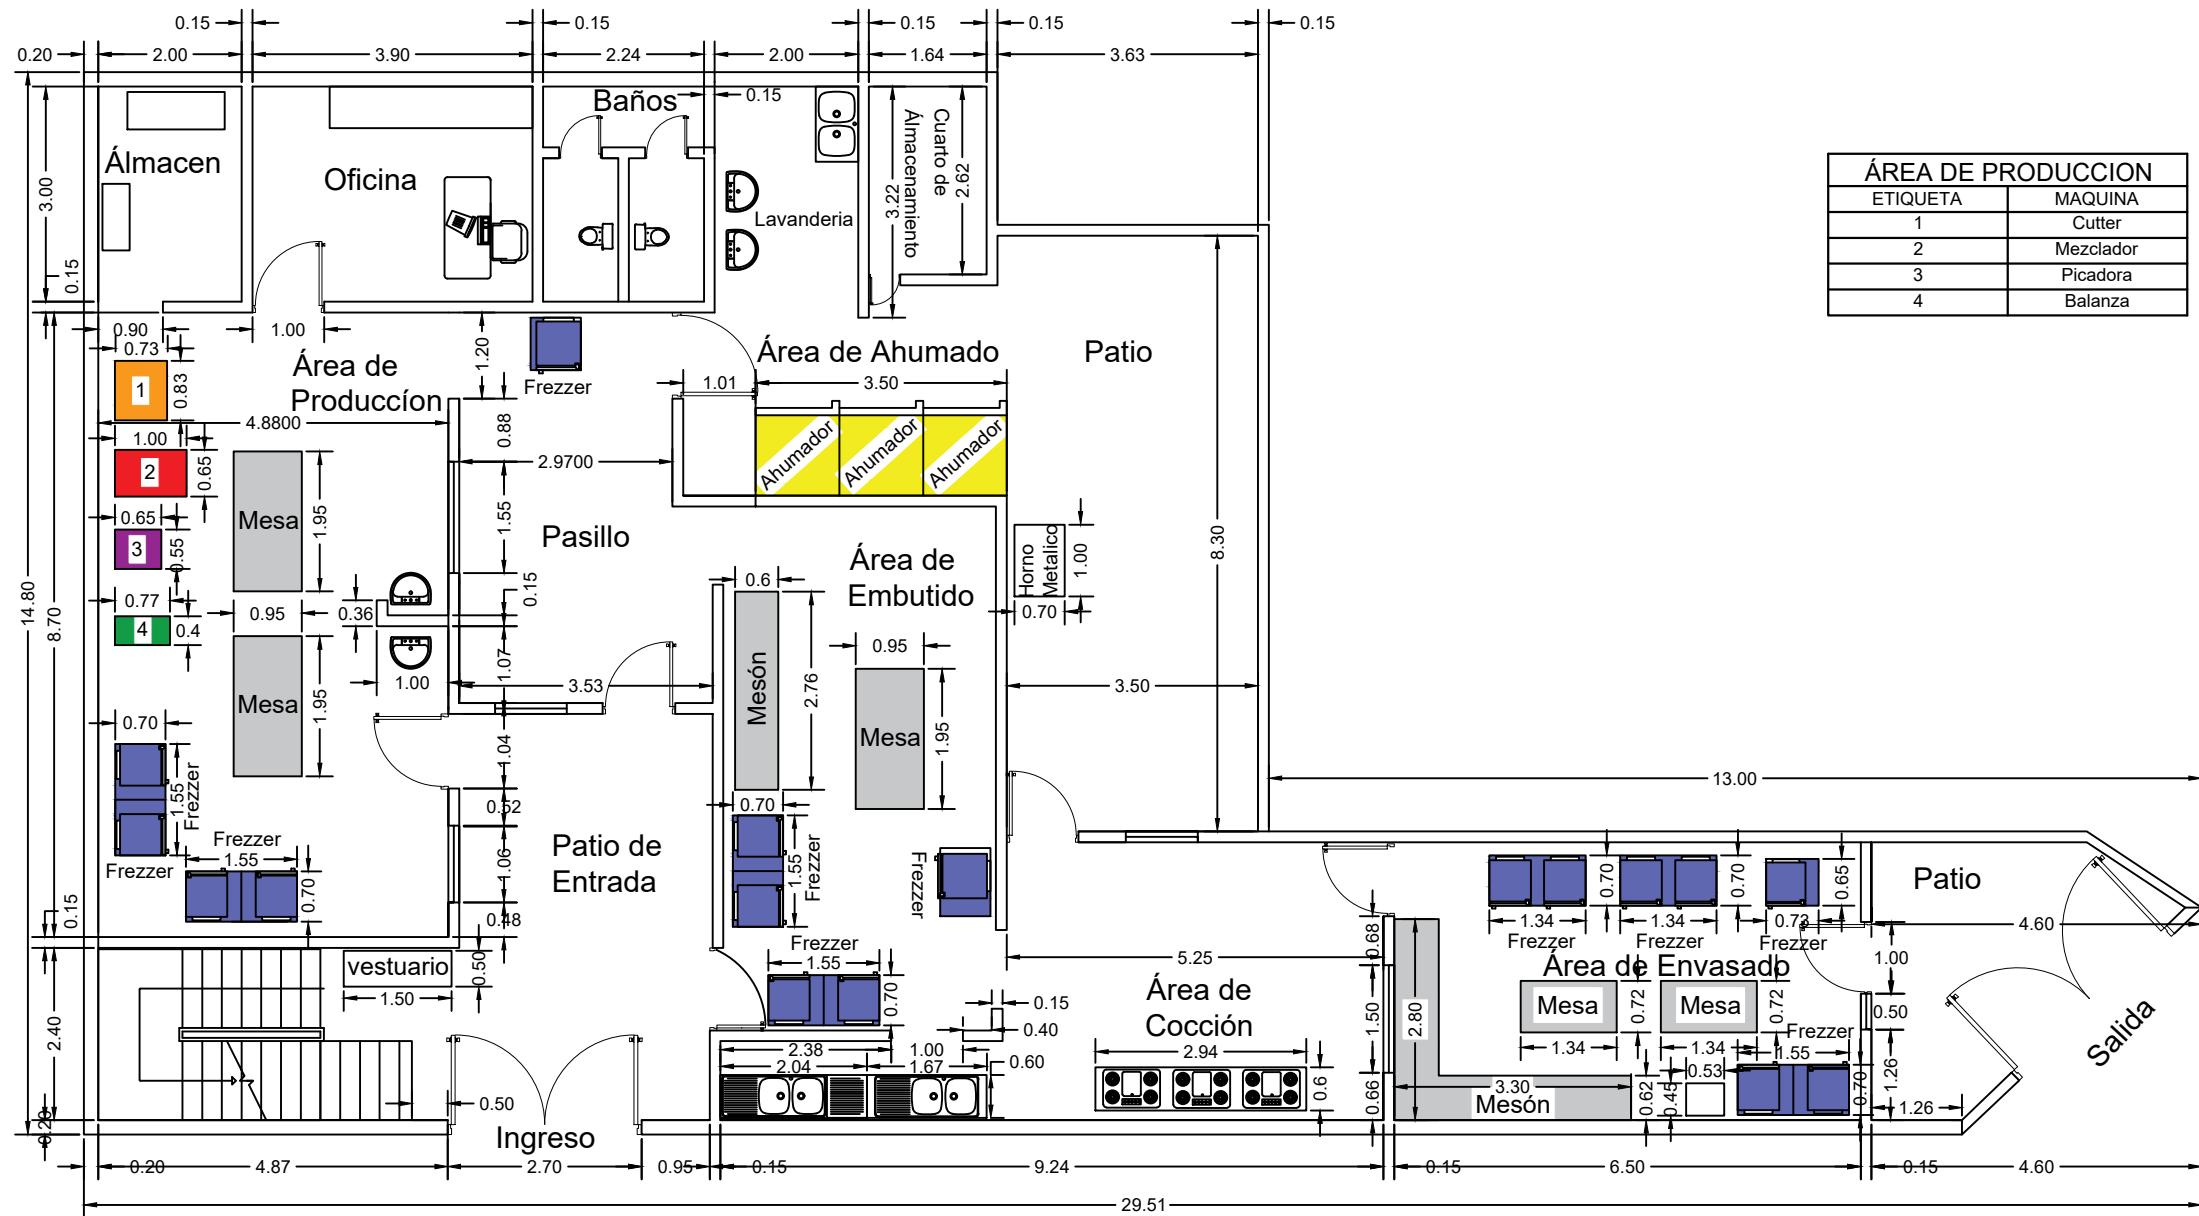 0.15
0.15
0.15
0.15
0.15
0.20
2.00
3.90
2.24
2.00
1.64
3.63
Baños
0.15
Álmacen
Oficina
Lavanderia
Cuarto de
Álmacenamiento
3.22
2.62
3.00
0.15
ÁREA DE PRODUCCION
ETIQUETA MAQUINA
1 Cutter
2 Mezclador
3 Picadora
4 Balanza
0.90
1.00
0.73
1
0.83
Área de
Produccíon
1.20
Frezzer
Área de Ahumado
Patio
1.01
3.50
4.8800
0.88
Ahumador
Ahumador
Ahumador
1.00
2
0.65
2.9700
1.55
Mesa
1.95
0.65
3
0.55
Pasillo
Área de
Embutido
Horno
Metalico
1.00
0.70
8.30
14.80
8.70
0.15
0.6
0.77
4
0.4
0.95
0.36
1.00
1.07
3.53
Mesa
1.95
Mesón
2.76
0.95
Mesa
1.95
3.50
0.70
1.55
Frezzer
Frezzer
1.04
0.52
1.06
0.48
Patio de
Entrada
0.70
1.55
Frezzer
Frezzer
13.00
Frezzer
1.55
0.70
0.15
0.70
0.70
0.65
1.34
1.34
0.73
Frezzer
Frezzer
Frezzer
Patio
4.60
1.00
vestuario
0.50
1.50
Frezzer
1.55
0.70
5.25
0.68
1.50
0.66
2.80
Área de Envasado
Mesa
0.72
Mesa
0.72
1.34
1.34
0.50
1.26
Salida
Área de
Cocción
0.15
0.40
2.40
2.38
1.00
0.60
2.04
1.67
2.94
0.6
3.30
Mesón
0.62
0.45
0.53
Frezzer
1.55
0.70
1.26
0.50
0.20
Ingreso
0.20
4.87
2.70
0.95
0.15
9.24
0.15
6.50
0.15
4.60
29.51